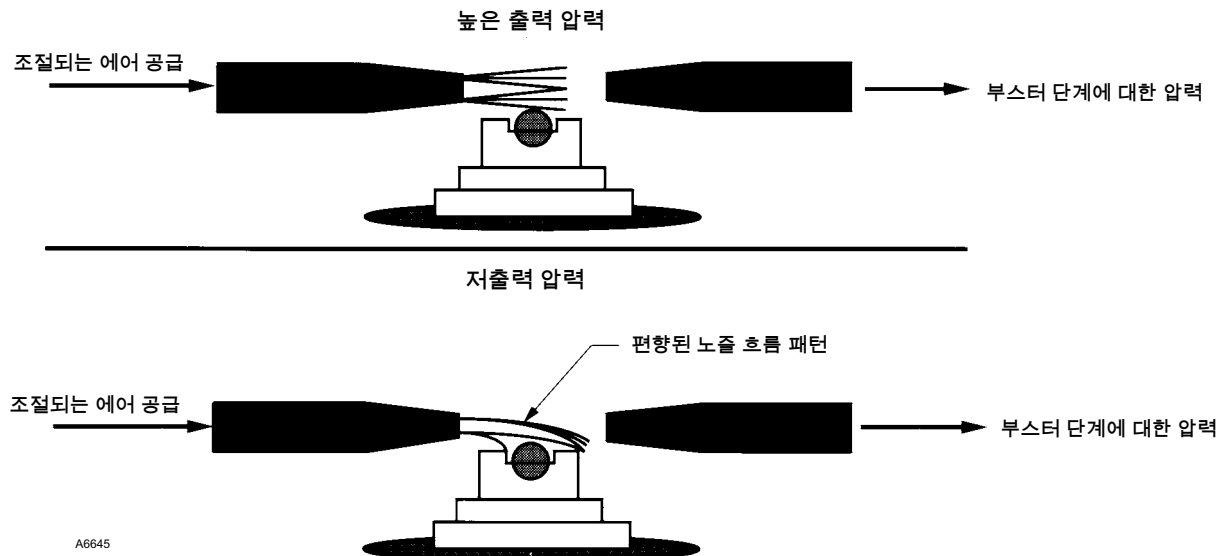 높은 출력 압력
조절되는 에어 공급
부스터 단계에 대한 압력
저출력 압력
편향된 노즐 흐름 패턴
조절되는 에어 공급
부스터 단계에 대한 압력
A6645